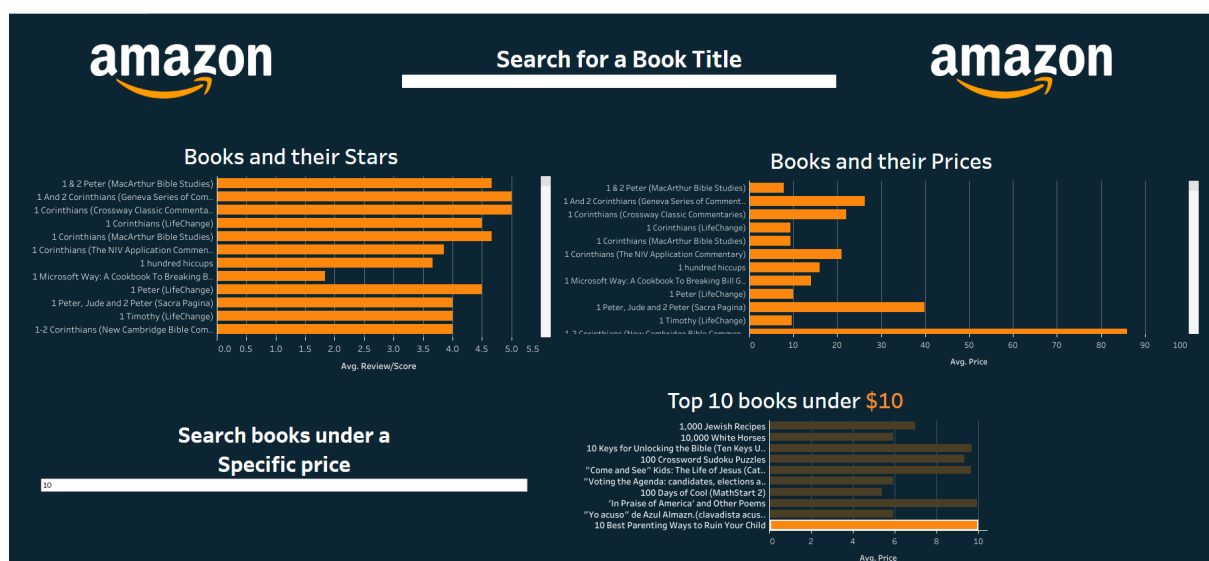 amazon
Search for a Book Title
amazon
Books and their Stars
1 & 2 Peter (MacArthur Bible Studies)
1 And 2 Corinthians (Geneva Series of Com..
1 Corinthians (Crossway Classic Commenta..
1 Corinthians (LifeChange)
1 Corinthians (MacArthur Bible Studies)
1 Corinthians (The NIV Application Commen..
1 hundred hiccups
1 Microsoft Way: A Cookbook To Breaking B..
1 Peter (LifeChange)
1 Peter, Jude and 2 Peter (Sacra Pagina)
1 Timothy (LifeChange)
1-2 Corinthians (New Cambridge Bible Com..
0.0 0.5 1.0 1.5 2.0 2.5 3.0 3.5 4.0 4.5 5.0 5.5
Avg. Review/Score
Books and their Prices
1 & 2 Peter (MacArthur Bible Studies)
1 And 2 Corinthians (Geneva Series of Comment..
1 Corinthians (Crossway Classic Commentaries)
1 Corinthians (LifeChange)
1 Corinthians (MacArthur Bible Studies)
1 Corinthians (The NIV Application Commentary)
1 hundred hiccups
1 Microsoft Way: A Cookbook To Breaking Bill G..
1 Peter (LifeChange)
1 Peter, Jude and 2 Peter (Sacra Pagina)
1 Timothy (LifeChange)
1-2 Corinthians (New Cambridge Bible Common..
0 10 20 30 40 50 60 70 80 90 100
Avg. Price
Search books under a
Specific price
10
Top 10 books under $10
1,000 Jewish Recipes
10,000 White Horses
10 Keys for Unlocking the Bible (Ten Keys U..
100 Crossword Sudoku Puzzles
"Come and See" Kids: The Life of Jesus (Cat..
"Voting the Agenda: candidates, elections a..
100 Days of Cool (MathStart 2)
'In Praise of America' and Other Poems
"Yo acuso" de Azul Almazn.(clavadista acus..
10 Best Parenting Ways to Ruin Your Child
0 2 4 6 8 10
Avg. Price